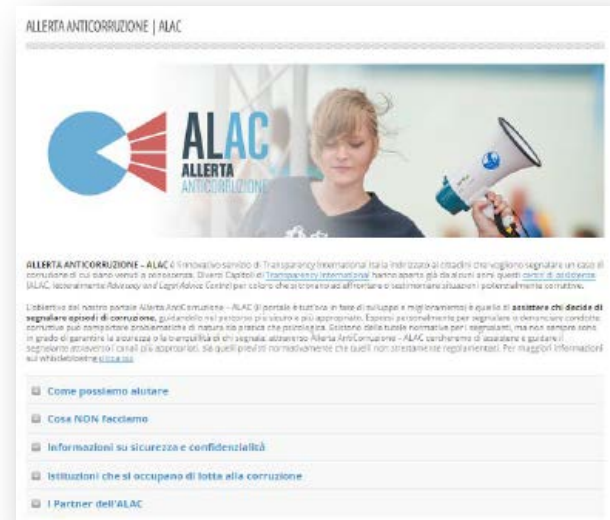 ALLERTA ANTICORRUZIONE | ALAC
ALAC
ALLERTA
ANTICORRUZIONE
ALLERTA ANTICORRUZIONE – ALAC è l'innovativo servizio di Transparency International Italia indirizzato ai cittadini che vogliono segnalare un caso di
corruzione di cui siano venuti a conoscenza. Diversi Capitoli di Transparency International hanno aperto già da alcuni anni questi centri di assistenza
(ALAC, letteralmente Advocacy and Legal Advice Centre) per coloro che si trovano ad affrontare o testimoniare situazioni potenzialmente corruttive.
L'obiettivo del nostro portale Allerta AntiCorruzione – ALAC (il portale è tutt'ora in fase di sviluppo e miglioramento) è quello di assistere chi decide di
segnalare episodi di corruzione, guidandolo nel percorso più sicuro e più appropriato. Esporsi personalmente per segnalare o denunciare condotte
corruttive può comportare problematiche di natura sia pratica che psicologica. Esistono delle tutele normative per i segnalanti, ma non sempre sono
in grado di garantire la sicurezza o la tranquillità di chi segnala: attraverso Allerta AntiCorruzione – ALAC cercheremo di assistere e guidare il
segnalante attraverso i canali più appropriati, sia quelli previsti normativamente che quelli non strettamente regolamentati. Per maggiori informazioni
sul whistleblowing clicca qui
Come possiamo aiutare
Cosa NON facciamo
Informazioni su sicurezza e confidenzialità
Istituzioni che si occupano di lotta alla corruzione
I Partner dell'ALAC